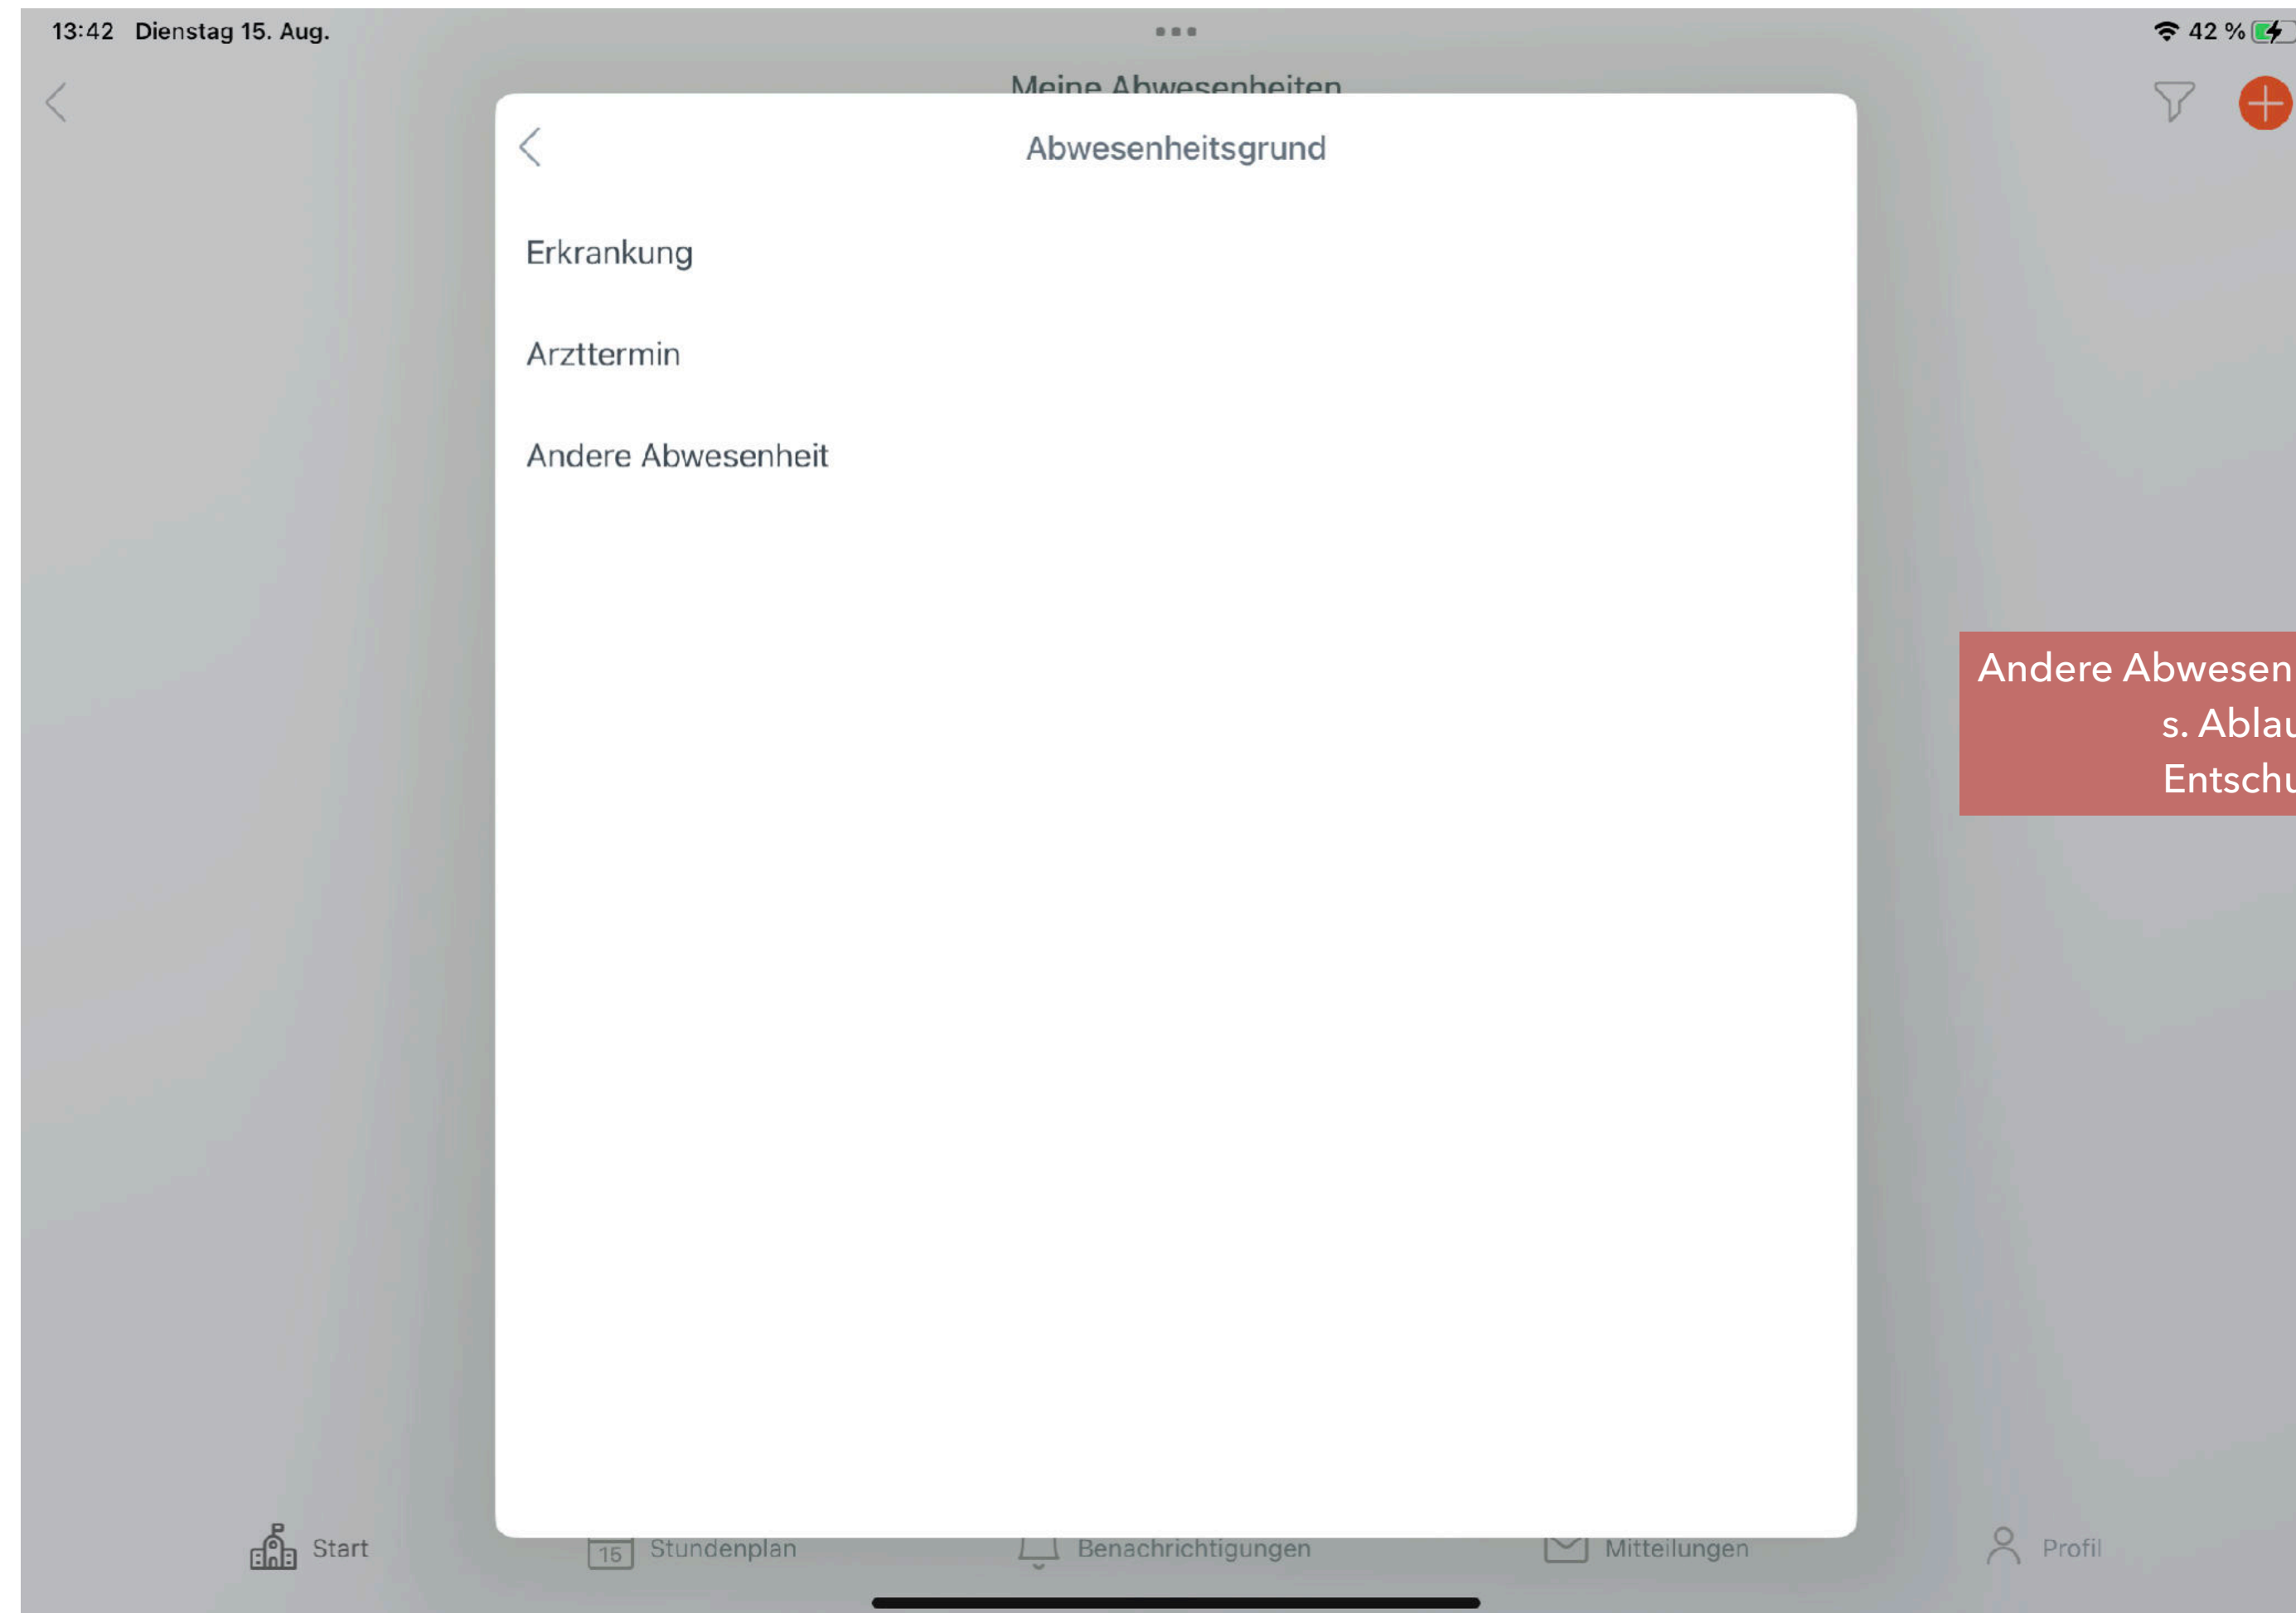 13:42 Dienstag 15. Aug.
42 %
Meine Abwesenheiten
Abwesenheitsgrund
Erkrankung
Arzttermin
Andere Abwesenheit
Andere Abwesen
s. Ablau
Entschu
Start
15 Stundenplan
Benachrichtigungen
Mitteilungen
Profil